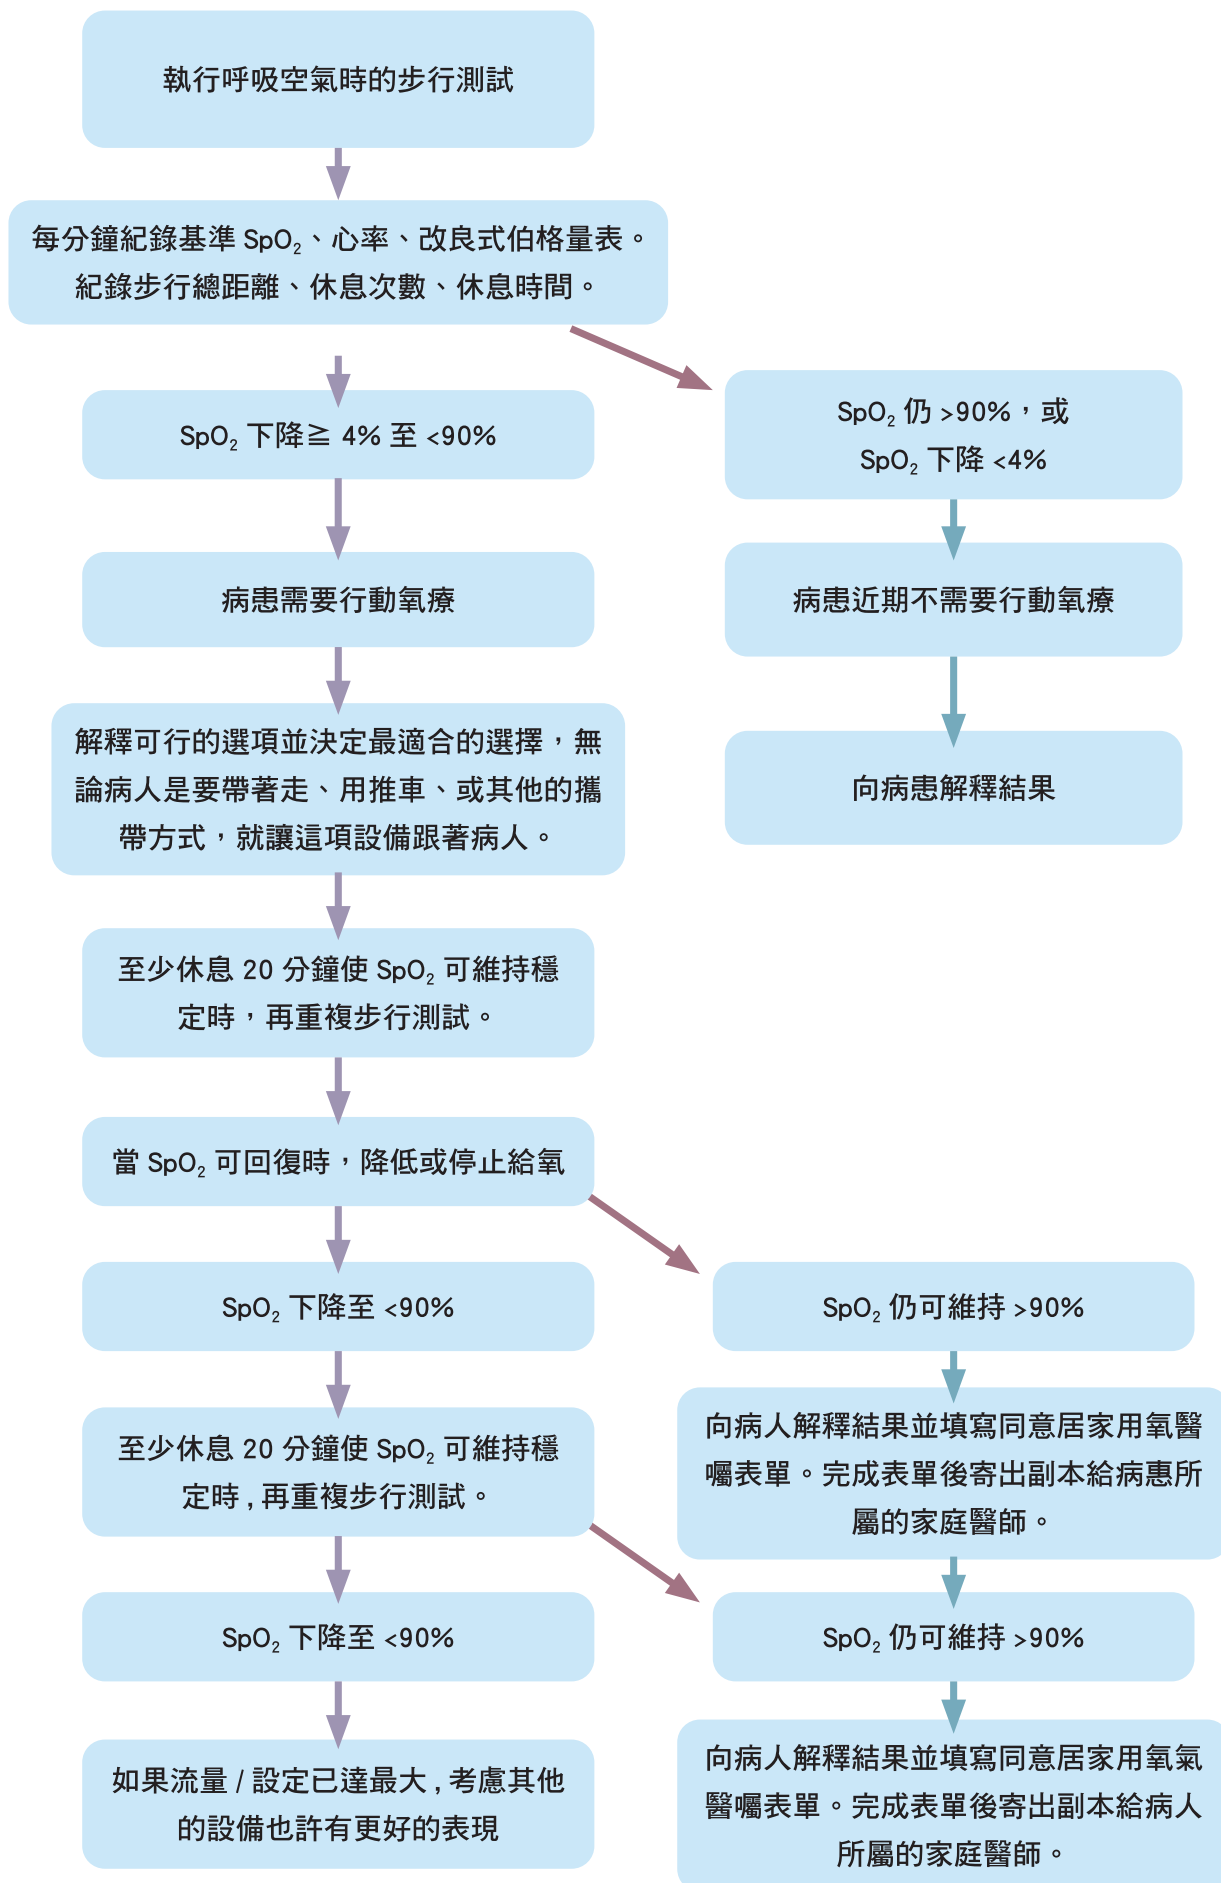 執行呼吸空氣時的步行測試
每分鐘紀錄基準 SpO₂、心率、改良式伯格量表。
紀錄步行總距離、休息次數、休息時間。
SpO₂ 下降≧ 4% 至 <90%
SpO₂ 仍 >90%，或
SpO₂ 下降 <4%
病患需要行動氧療
病患近期不需要行動氧療
解釋可行的選項並決定最適合的選擇，無
論病人是要帶著走、用推車、或其他的攜
帶方式，就讓這項設備跟著病人。
向病患解釋結果
至少休息 20 分鐘使 SpO₂ 可維持穩
定時，再重複步行測試。
當 SpO₂ 可回復時，降低或停止給氧
SpO₂ 下降至 <90%
SpO₂ 仍可維持 >90%
至少休息 20 分鐘使 SpO₂ 可維持穩
定時 , 再重複步行測試。
向病人解釋結果並填寫同意居家用氧醫
囑表單。完成表單後寄出副本給病惠所
屬的家庭醫師。
SpO₂ 下降至 <90%
SpO₂ 仍可維持 >90%
如果流量 / 設定已達最大 , 考慮其他
的設備也許有更好的表現
向病人解釋結果並填寫同意居家用氧氣
醫囑表單。完成表單後寄出副本給病人
所屬的家庭醫師。